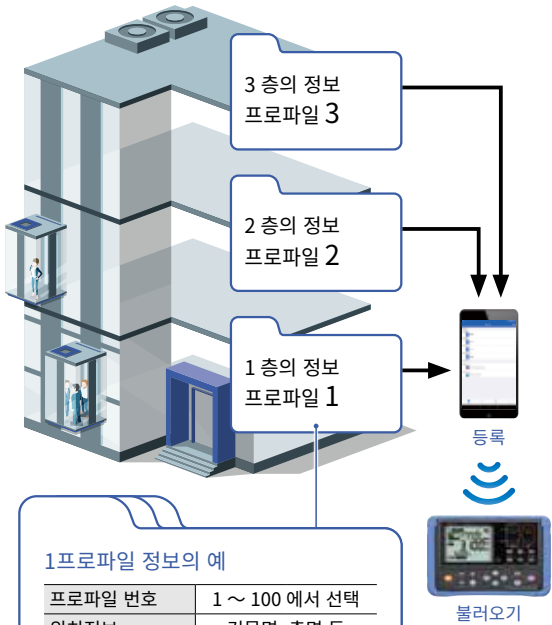 3 층의 정보
프로파일 3
2 층의 정보
프로파일 2
1 층의 정보
프로파일 1
등록
불러오기
1프로파일 정보의 예
프로파일 번호 1 ~ 100 에서 선택